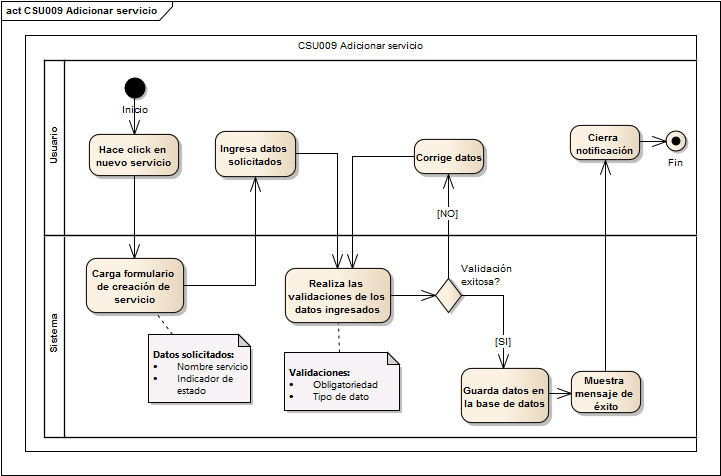 act CSU009 Adicionar servicio
CSU009 Adicionar servicio
Usuario
Inicio
Hace click en
nuevo servicio
Ingresa datos
solicitados
Corrige datos
Cierra
notificación
Fin
[NO]
Sistema
Carga formulario
de creación de
servicio
Realiza las
validaciones de los
datos ingresados
Validación
exitosa?
[SI]
Datos solicitados:
• Nombre servicio
• Indicador de
estado
Validaciones:
• Obligatoriedad
• Tipo de dato
Guarda datos en
la base de datos
Muestra
mensaje de
éxito